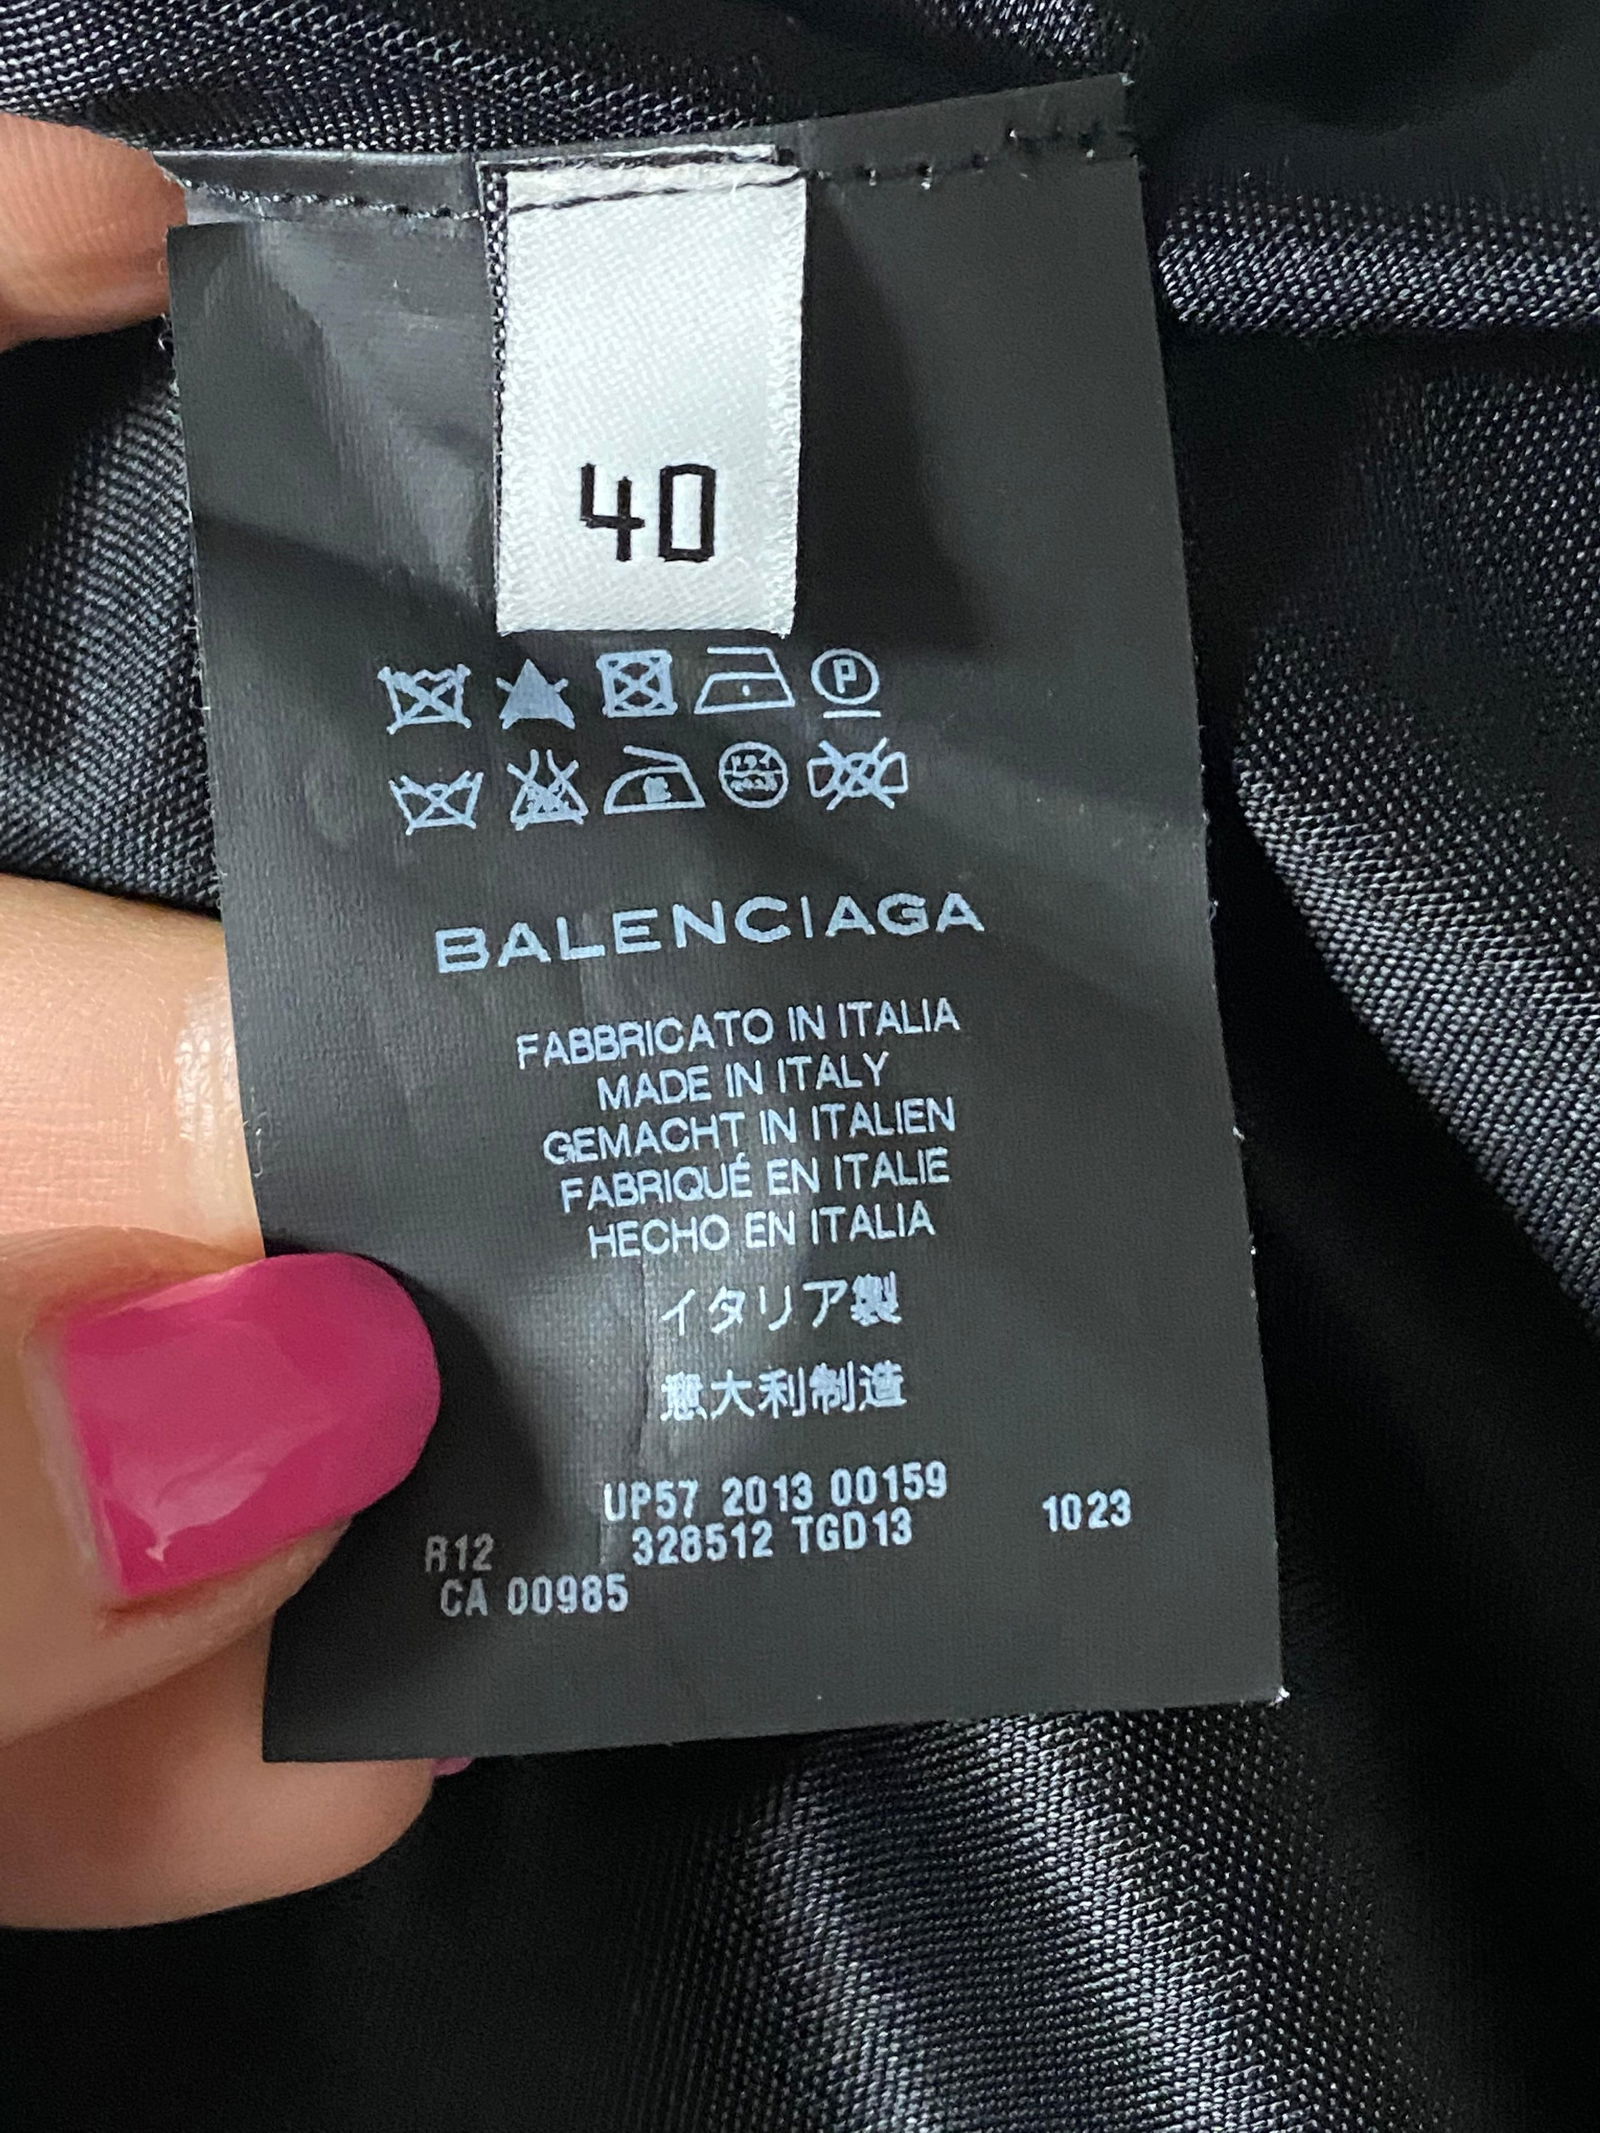 40
P
BALENCIAGA
FABBRICATO IN ITALIA
MADE IN ITALY
GEMACHT IN ITALIEN
FABRIQUÉ EN ITALIE
HECHO EN ITALIA
イタリア製
意大利制造
UP57 2013 00159
328512 TGD13 1023
R12
CA 00985